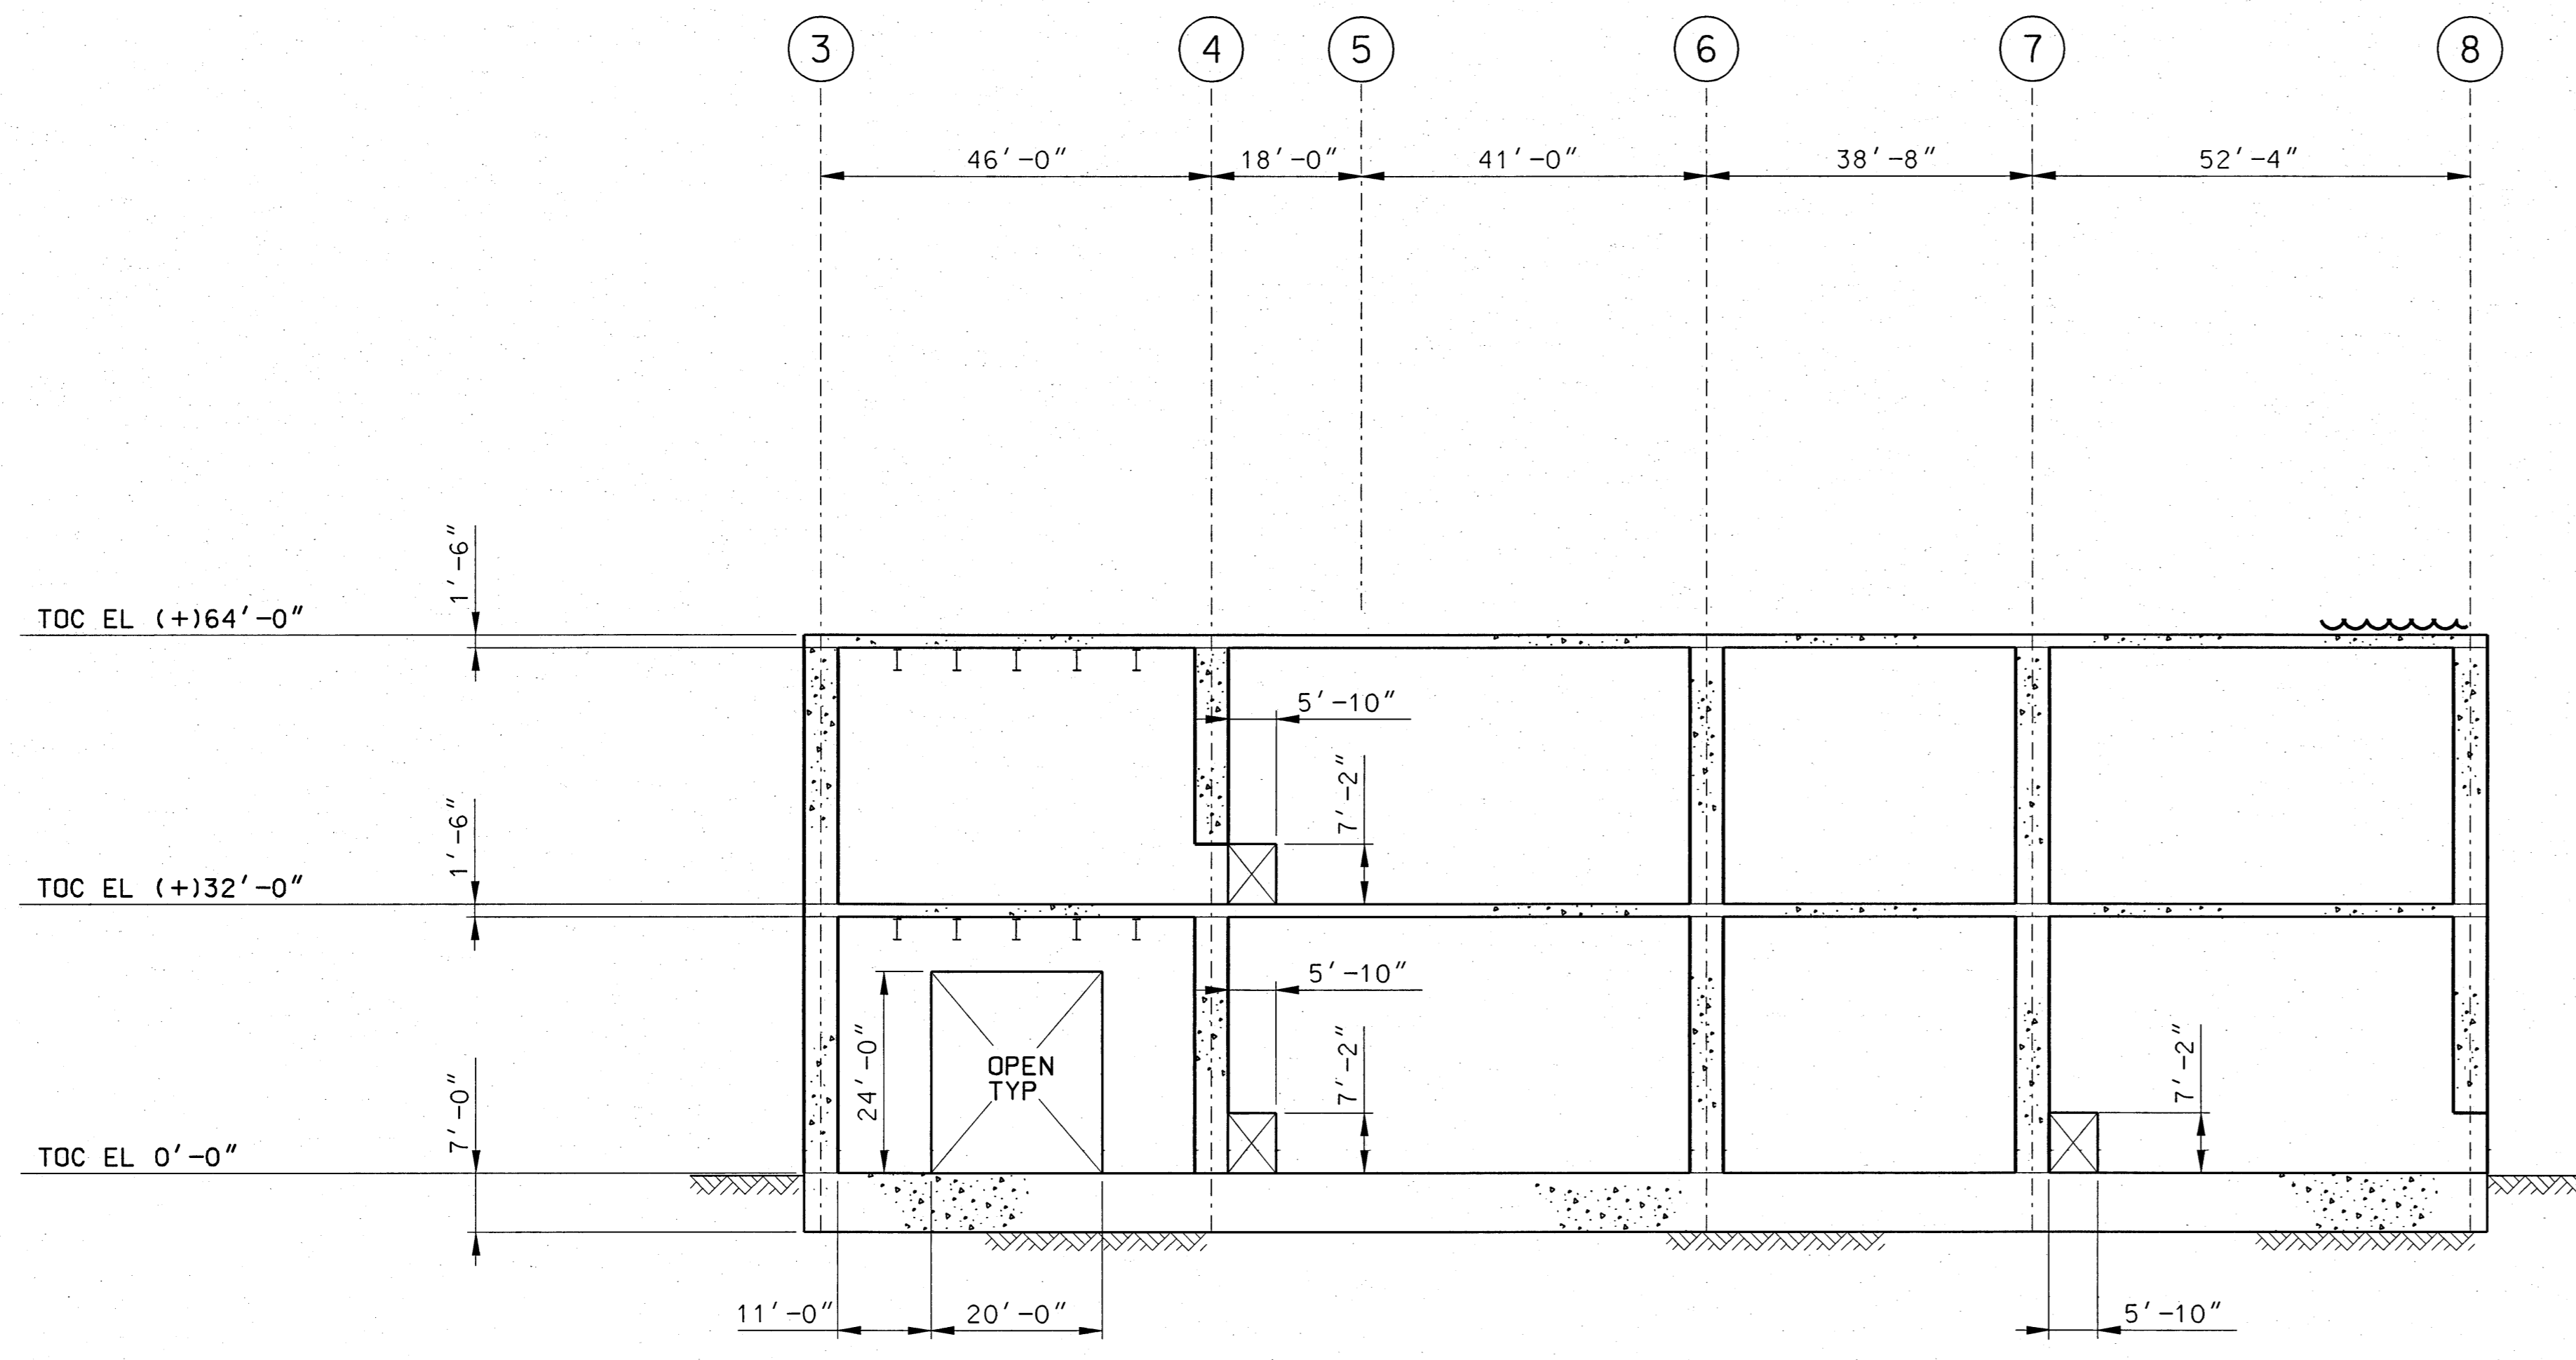 3 4 5 6 7 8
46'-0" 18'-0" 41'-0" 38'-8" 52'-4"
1'-6"
TOC EL (+)64'-0"
5'-10"
7'-2"
1'-6"
TOC EL (+)32'-0"
5'-10"
24'-0"
OPEN
TYP
7'-2"
7'-2"
7'-0"
TOC EL 0'-0"
11'-0" 20'-0" 5'-10"